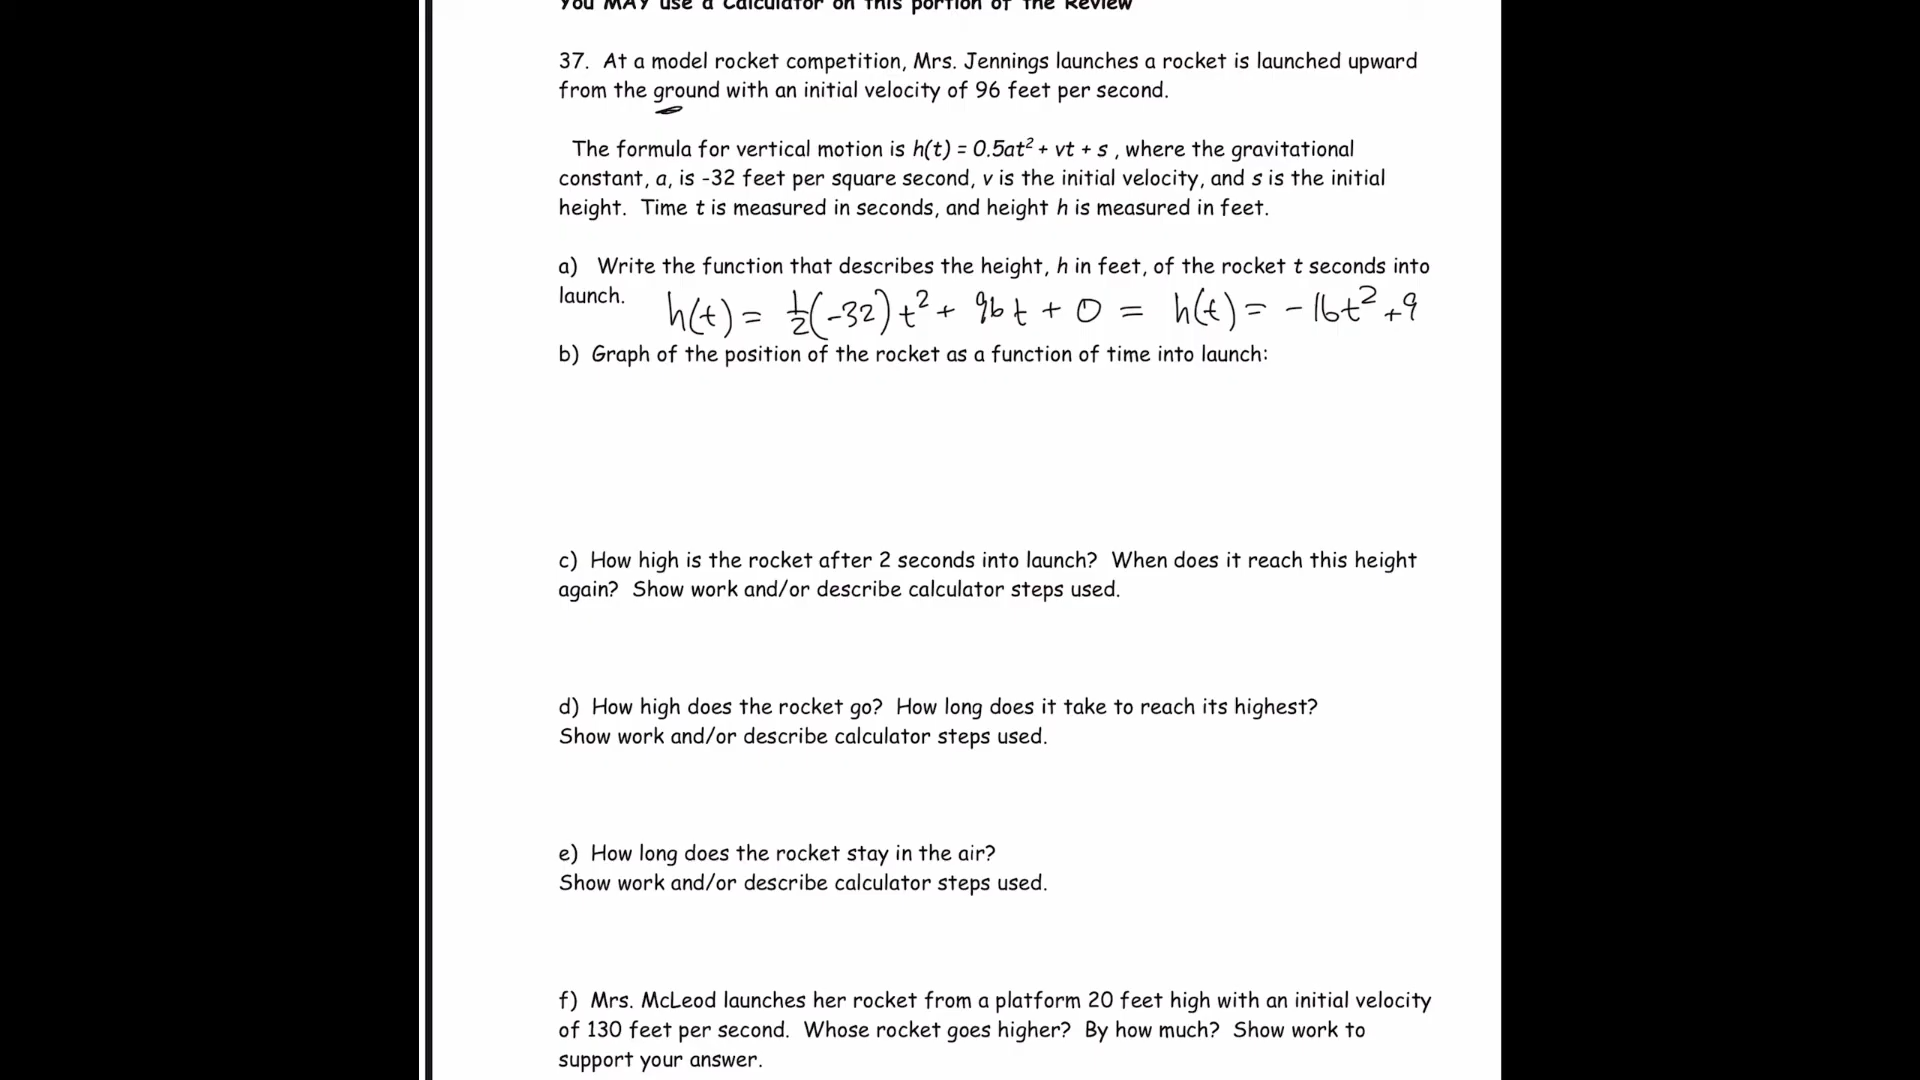 You MAY use a Calculator on this portion of the Review
37. At a model rocket competition, Mrs. Jennings launches a rocket is launched upward
from the ground with an initial velocity of 96 feet per second.
The formula for vertical motion is h(t) = 0.5at² + vt + s , where the gravitational
constant, a, is -32 feet per square second, v is the initial velocity, and s is the initial
height. Time t is measured in seconds, and height h is measured in feet.
a) Write the function that describes the height, h in feet, of the rocket t seconds into
launch. h(t) = ½(-32)t² + 96t + 0 = h(t) = -16t² + 9
b) Graph of the position of the rocket as a function of time into launch:
c) How high is the rocket after 2 seconds into launch? When does it reach this height
again? Show work and/or describe calculator steps used.
d) How high does the rocket go? How long does it take to reach its highest?
Show work and/or describe calculator steps used.
e) How long does the rocket stay in the air?
Show work and/or describe calculator steps used.
f) Mrs. McLeod launches her rocket from a platform 20 feet high with an initial velocity
of 130 feet per second. Whose rocket goes higher? By how much? Show work to
support your answer.